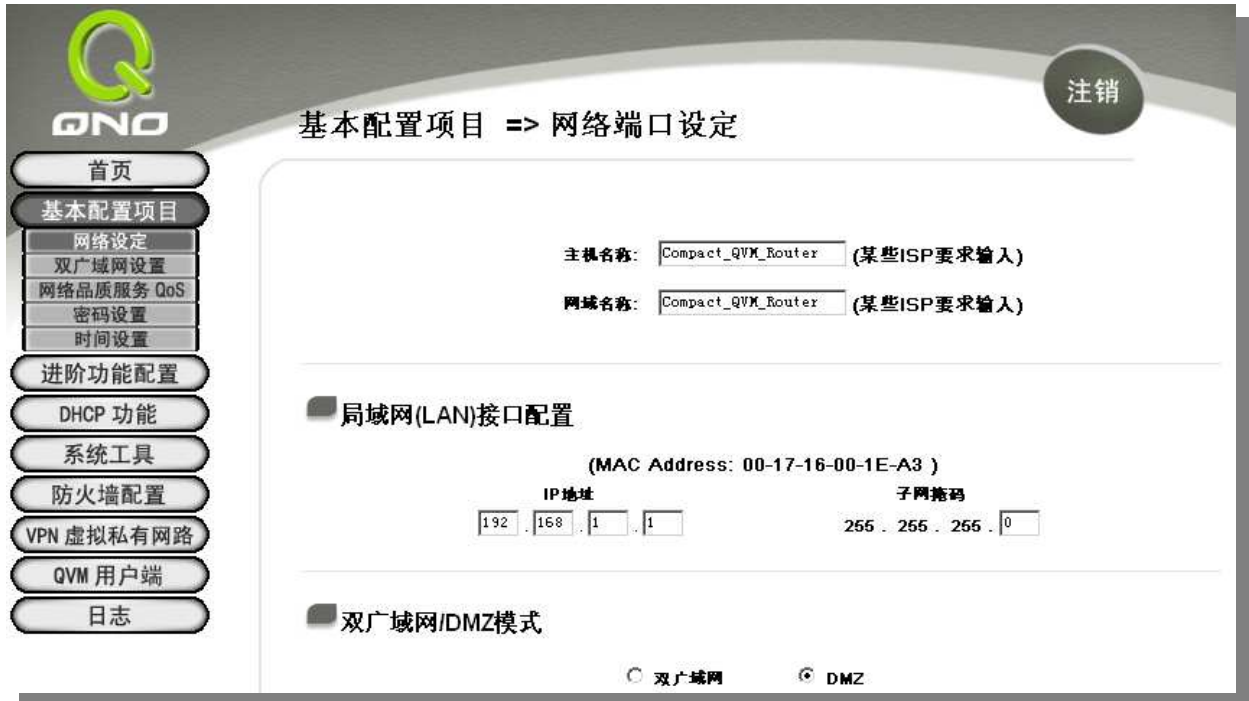 QNO
注销
基本配置项目 => 网络端口设定
首页
基本配置项目
网络设定
双广域网设置
网络品质服务 QoS
密码设置
时间设置
进阶功能配置
DHCP 功能
系统工具
防火墙配置
VPN 虚拟私有网路
QVM 用户端
日志
主机名称: Compact_QVM_Router (某些ISP要求输入)
网域名称: Compact_QVM_Router (某些ISP要求输入)
局域网(LAN)接口配置
(MAC Address: 00-17-16-00-1E-A3 )
IP地址 子网掩码
192 . 168 . 1 . 1 255 . 255 . 255 . 0
双广域网/DMZ模式
双广域网 DMZ